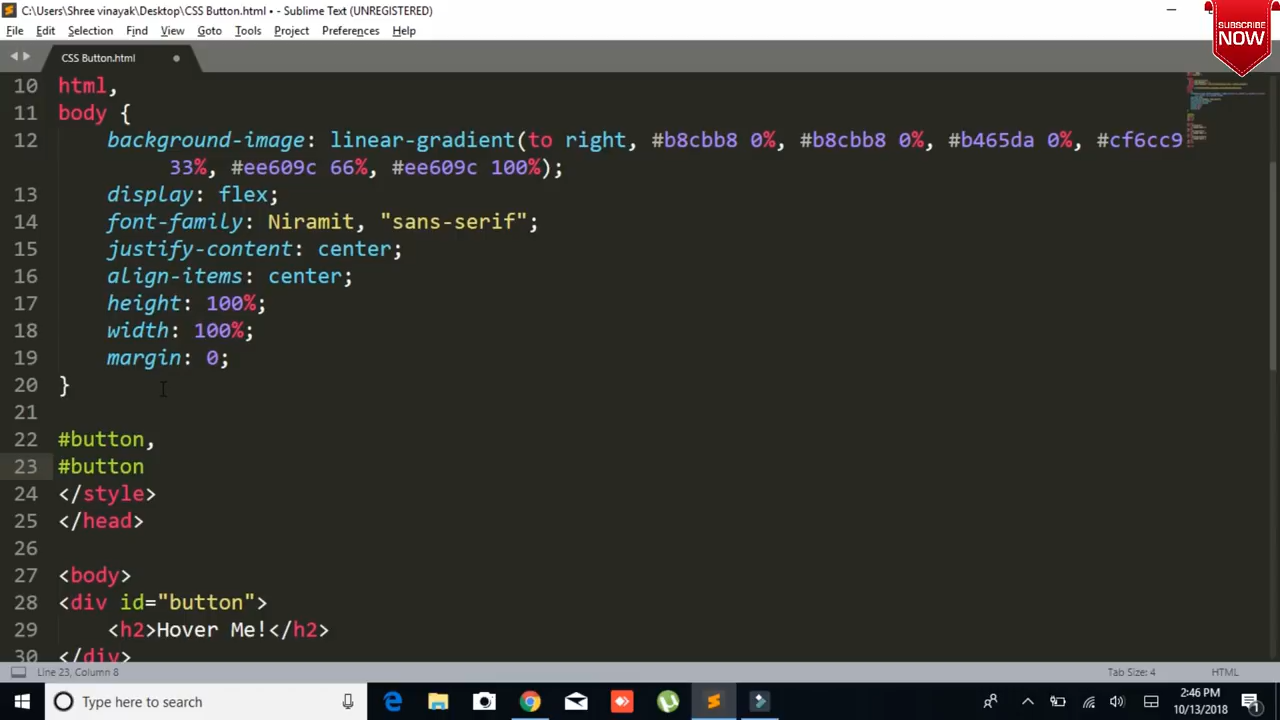 C:\Users\Shree vinayak\Desktop\CSS Button.html • - Sublime Text (UNREGISTERED)
SUBSCRIBE
NOW
File Edit Selection Find View Goto Tools Project Preferences Help
CSS Button.html
10 html,
11 body {
12 background-image: linear-gradient(to right, #b8cbb8 0%, #b8cbb8 0%, #b465da 0%, #cf6cc9
33%, #ee609c 66%, #ee609c 100%);
13 display: flex;
14 font-family: Niramit, "sans-serif";
15 justify-content: center;
16 align-items: center;
17 height: 100%;
18 width: 100%;
19 margin: 0;
20 }
21
22 #button,
23 #button
24 </style>
25 </head>
26
27 <body>
28 <div id="button">
29 <h2>Hover Me!</h2>
30 </div>
Line 23, Column 8 Tab Size: 4 HTML
Type here to search
2:46 PM
10/13/2018
1